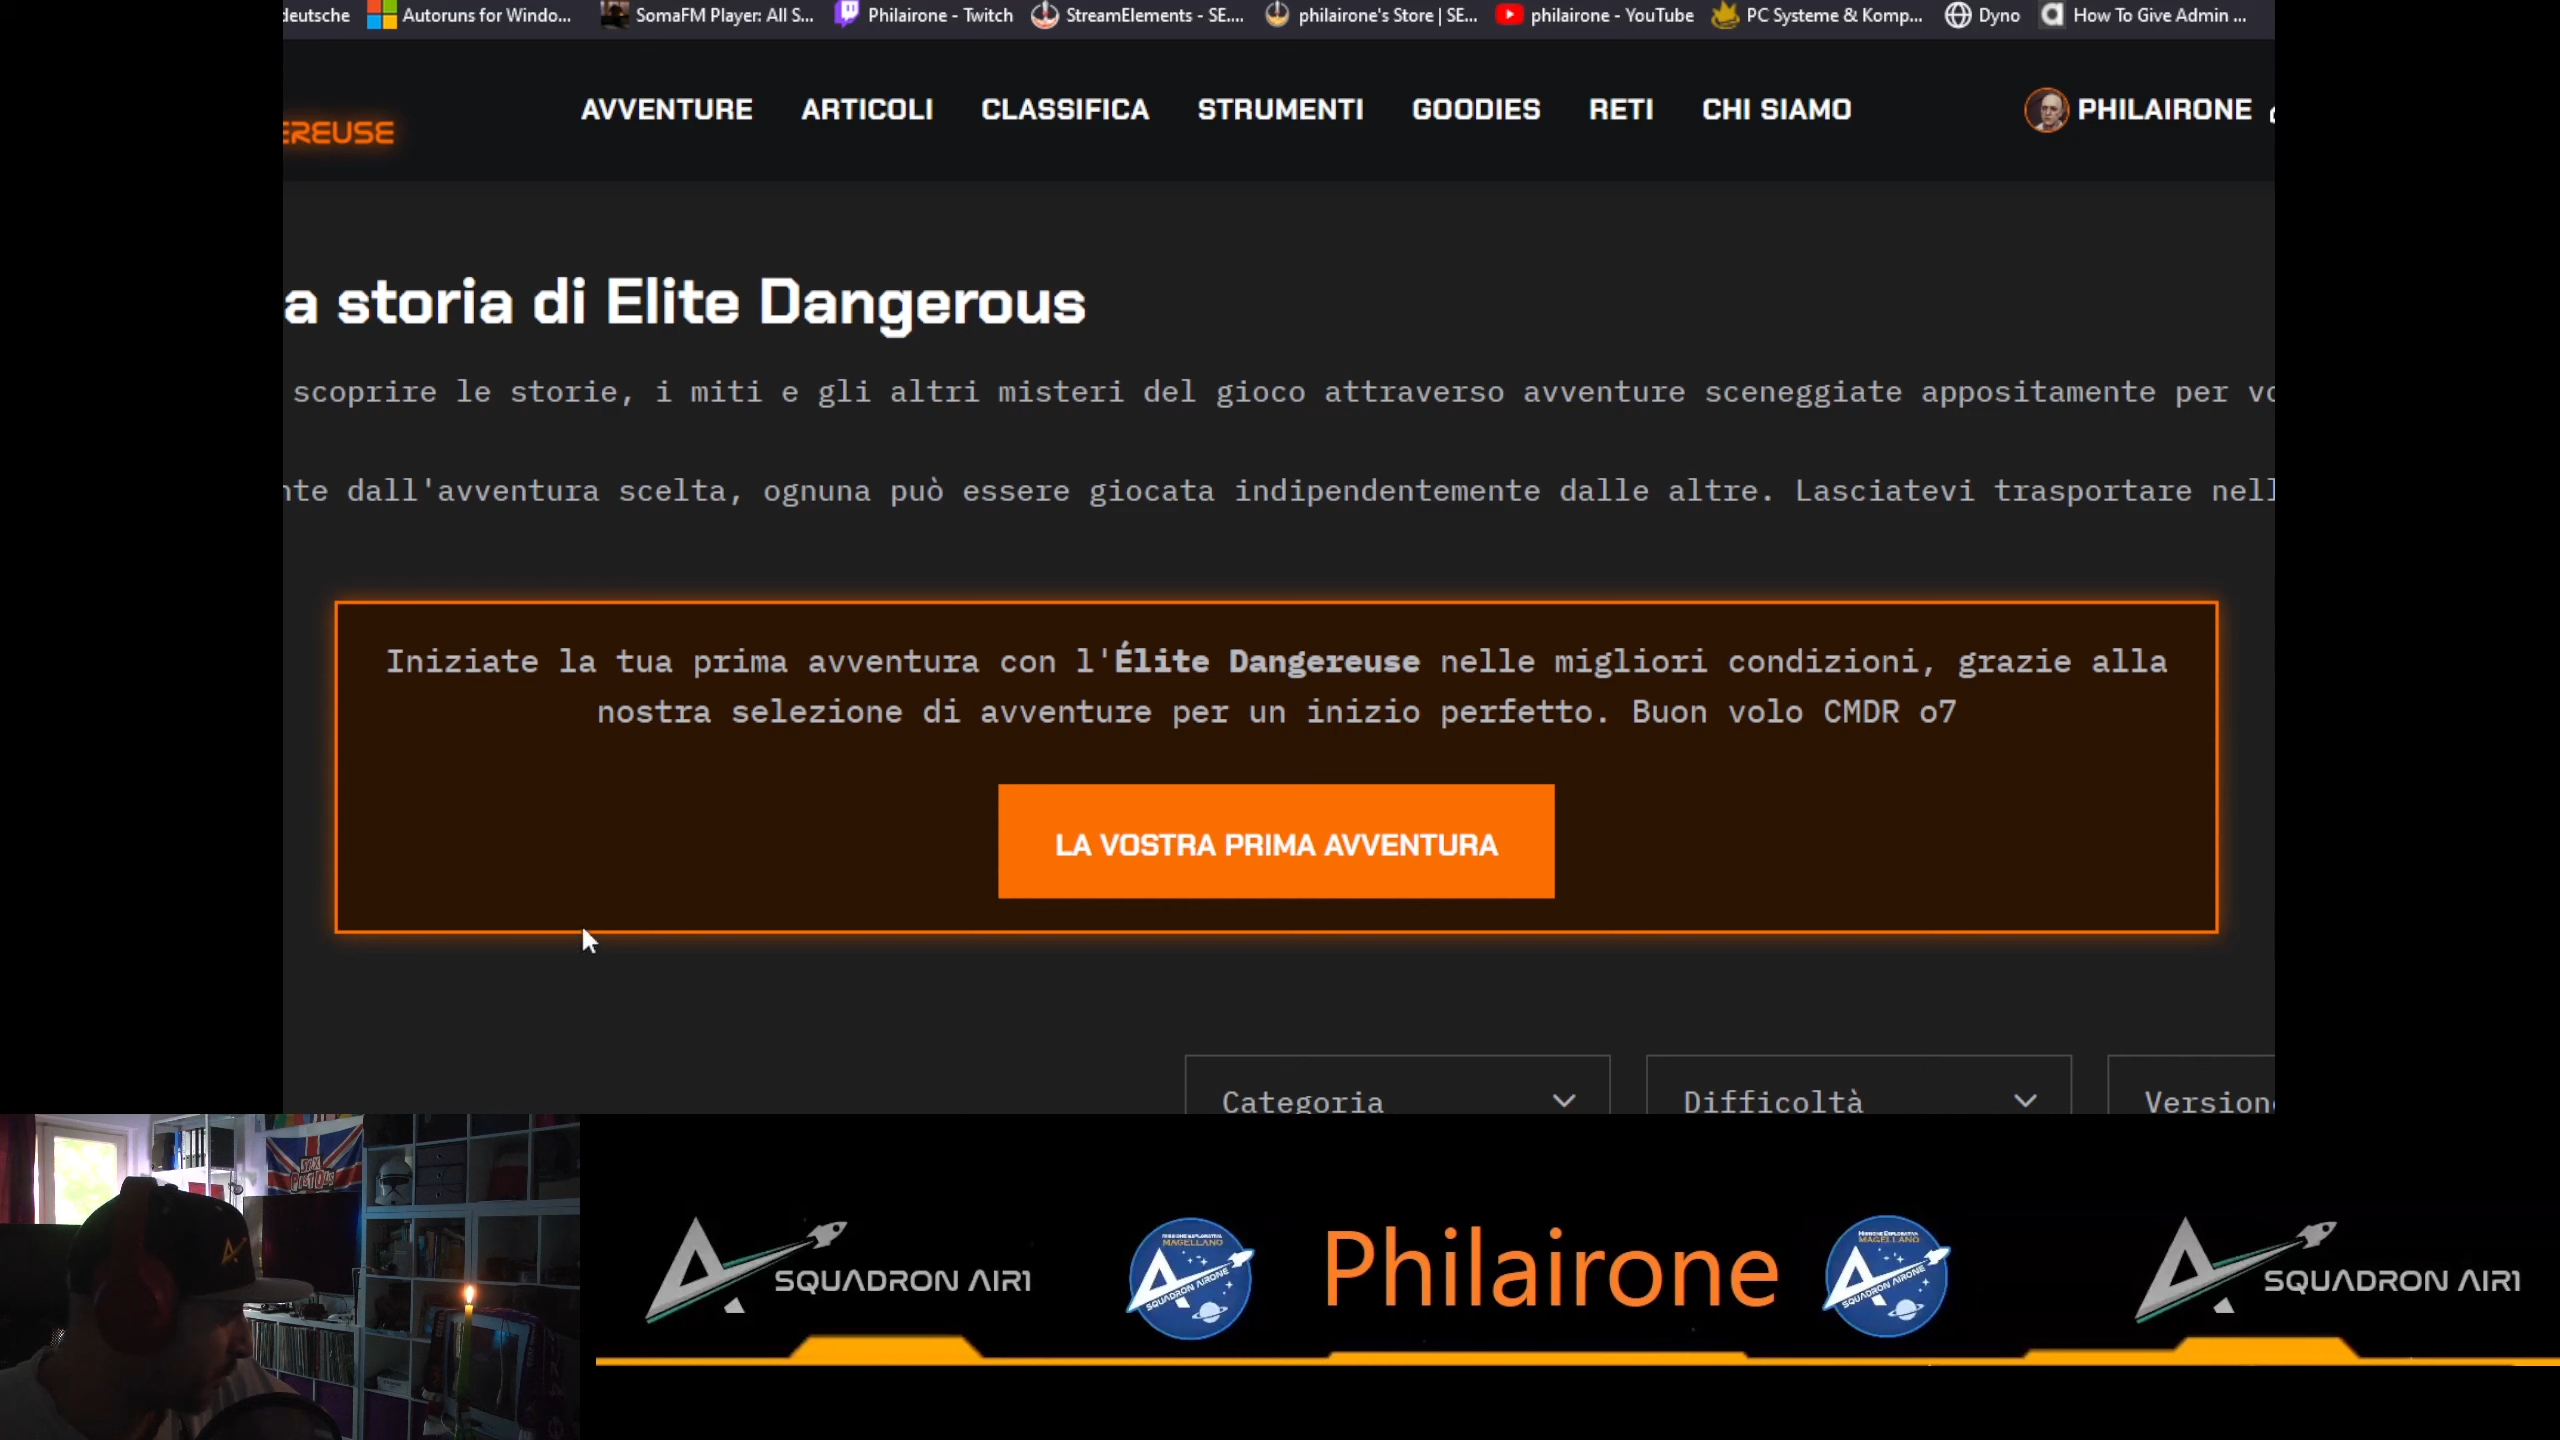 deutsche Autoruns for Windo... SomaFM Player: All S... Philairone - Twitch StreamElements - SE.... philairone's Store | SE... philairone - YouTube PC Systeme & Komp... Dyno How To Give Admin ...
EREUSE AVVENTURE ARTICOLI CLASSIFICA STRUMENTI GOODIES RETI CHI SIAMO PHILAIRONE
a storia di Elite Dangerous
scoprire le storie, i miti e gli altri misteri del gioco attraverso avventure sceneggiate appositamente per vo
nte dall'avventura scelta, ognuna può essere giocata indipendentemente dalle altre. Lasciatevi trasportare nell
Iniziate la tua prima avventura con l'Élite Dangereuse nelle migliori condizioni, grazie alla
nostra selezione di avventure per un inizio perfetto. Buon volo CMDR o7
LA VOSTRA PRIMA AVVENTURA
Categoria Difficoltà Version
SEX
PISTOLS
SQUADRON AIR1
MISSIONE ESPLORATIVA
MAGELLANO
SQUADRON AIRONE
Philairone
MISSIONE ESPLORATIVA
MAGELLANO
SQUADRON AIRONE
SQUADRON AIR1